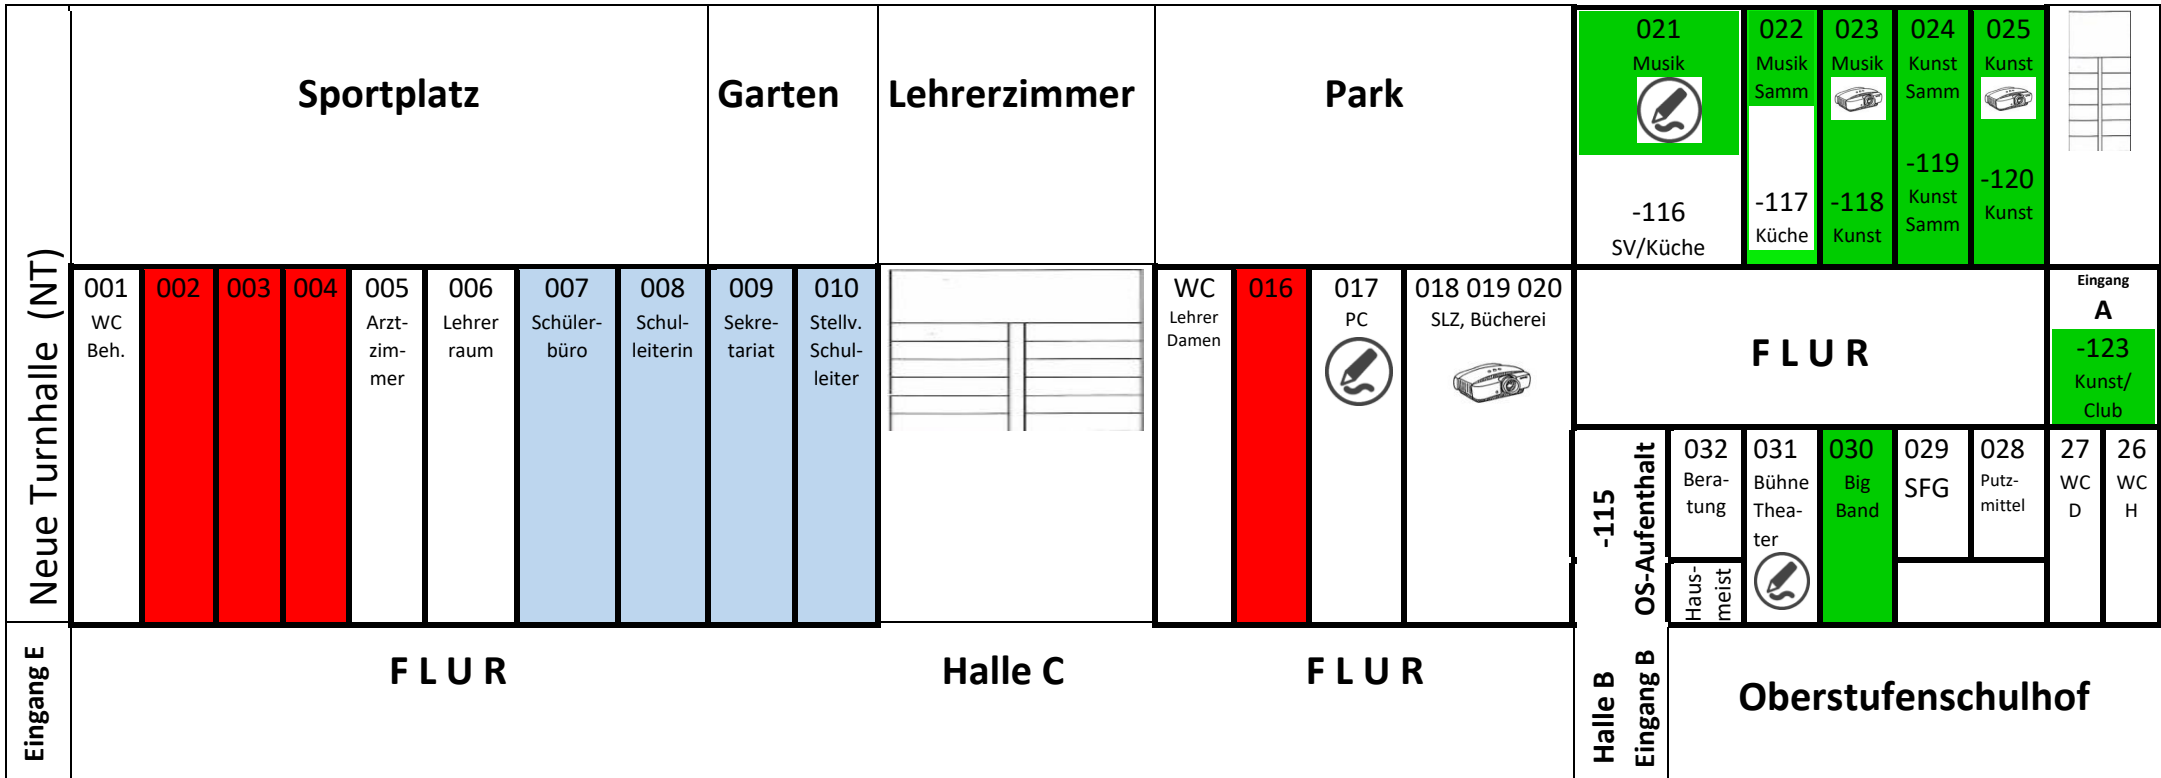 Neue Turnhalle (NT)
Sportplatz
Garten
Lehrerzimmer
Park
021
Musik
022
Musik
Samm
023
Musik
024
Kunst
Samm
025
Kunst
-116
SV/Küche
-117
Küche
-118
Kunst
-119
Kunst
Samm
-120
Kunst
001
WC
Beh.
002
003
004
005
Arzt-
zim-
mer
006
Lehrer
raum
007
Schüler-
büro
008
Schul-
leiterin
009
Sekre-
tariat
010
Stellv.
Schul-
leiter
WC
Lehrer
Damen
016
017
PC
018 019 020
SLZ, Bücherei
F L U R
Eingang
A
-123
Kunst/
Club
-115
OS-Aufenthalt
032
Bera-
tung
Haus-
meist
031
Bühne
Thea-
ter
030
Big
Band
029
SFG
028
Putz-
mittel
27
WC
D
26
WC
H
Eingang E
F L U R
Halle C
F L U R
Halle B
Eingang B
Oberstufenschulhof